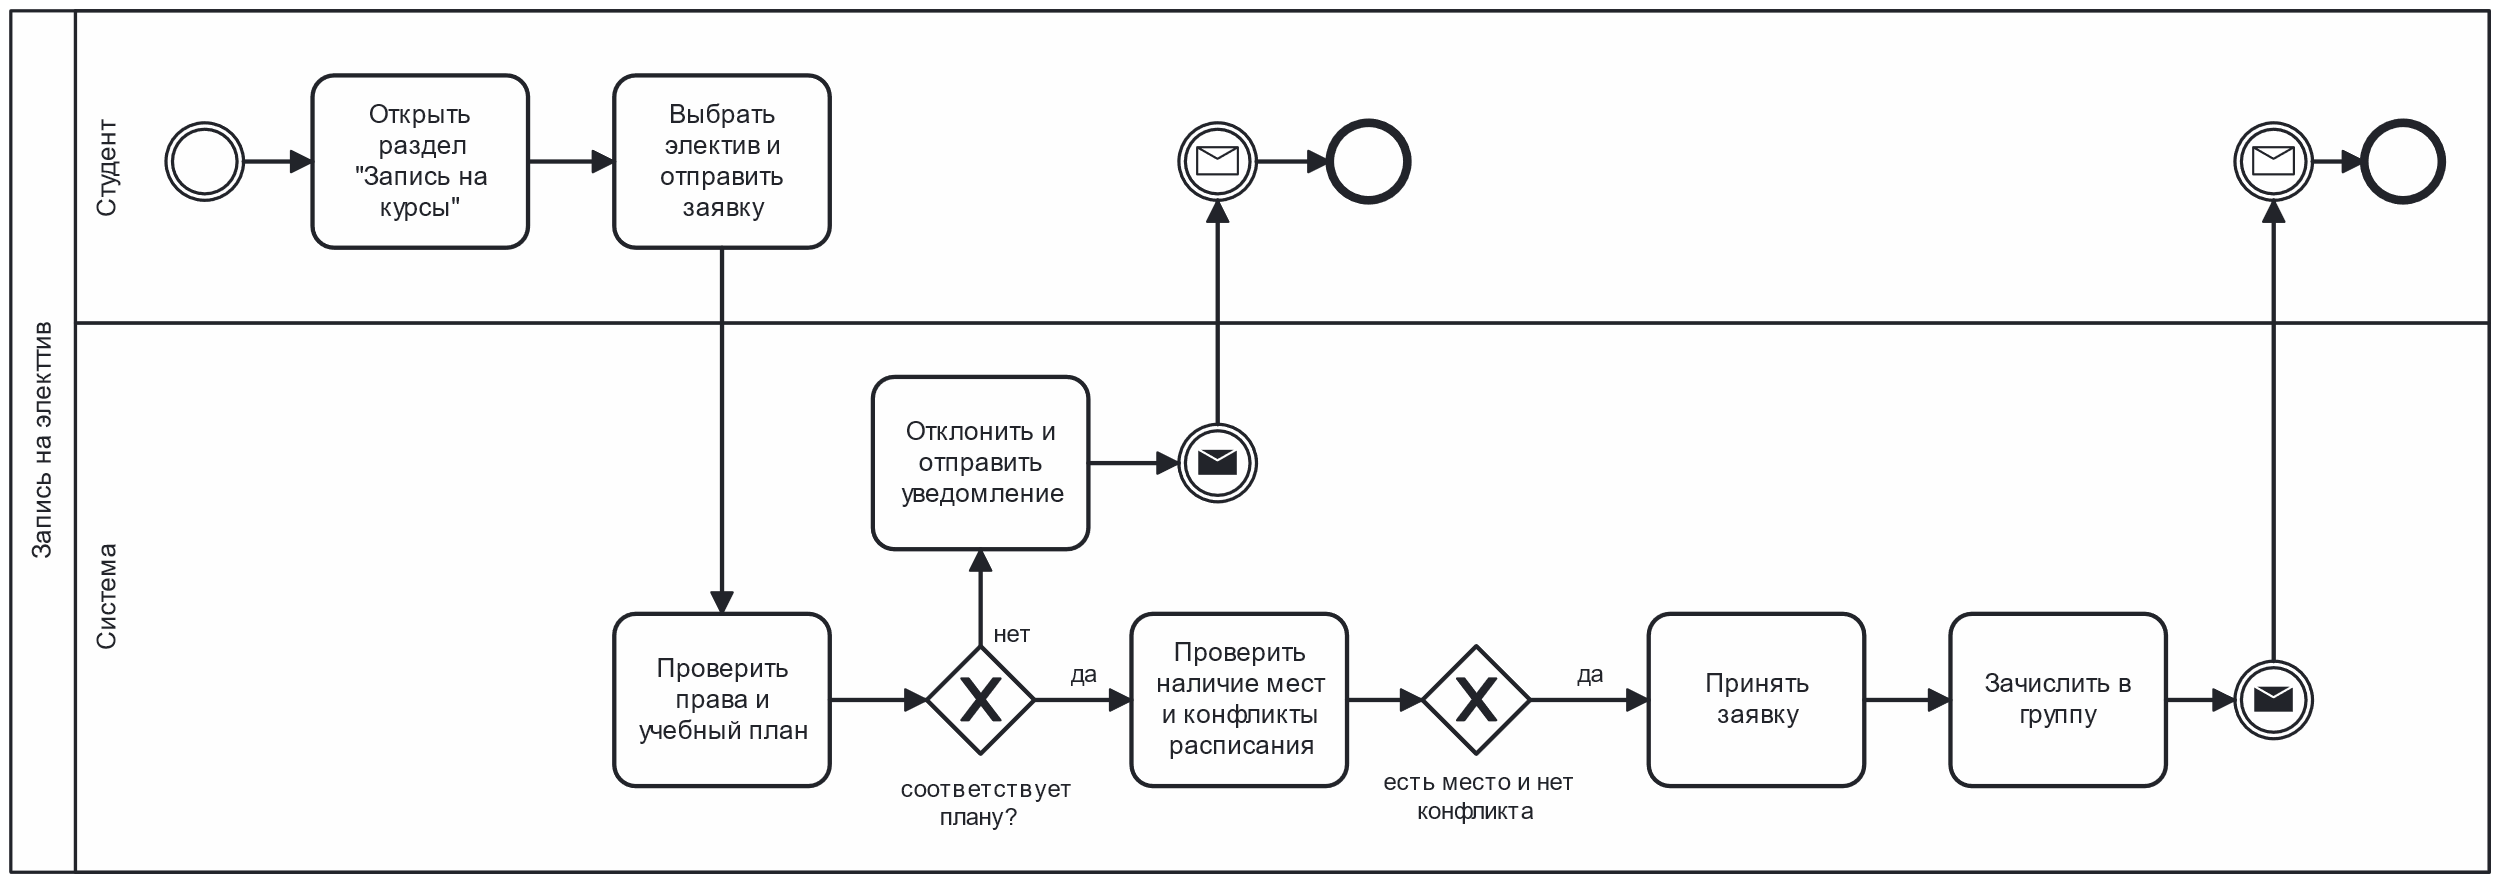 Запись на электтив
Студент
Открыть
раздел
"Запись на
курсы"
Выбрать
электив и
отправить
заявку
Система
Отклонить и
отправить
уведомление
нет
Проверить
права и
учебный план
соответствует
плану?
да
Проверить
наличие мест
и конфликты
расписания
есть место и нет
конфликта
да
Принять
заявку
Зачислить в
группу